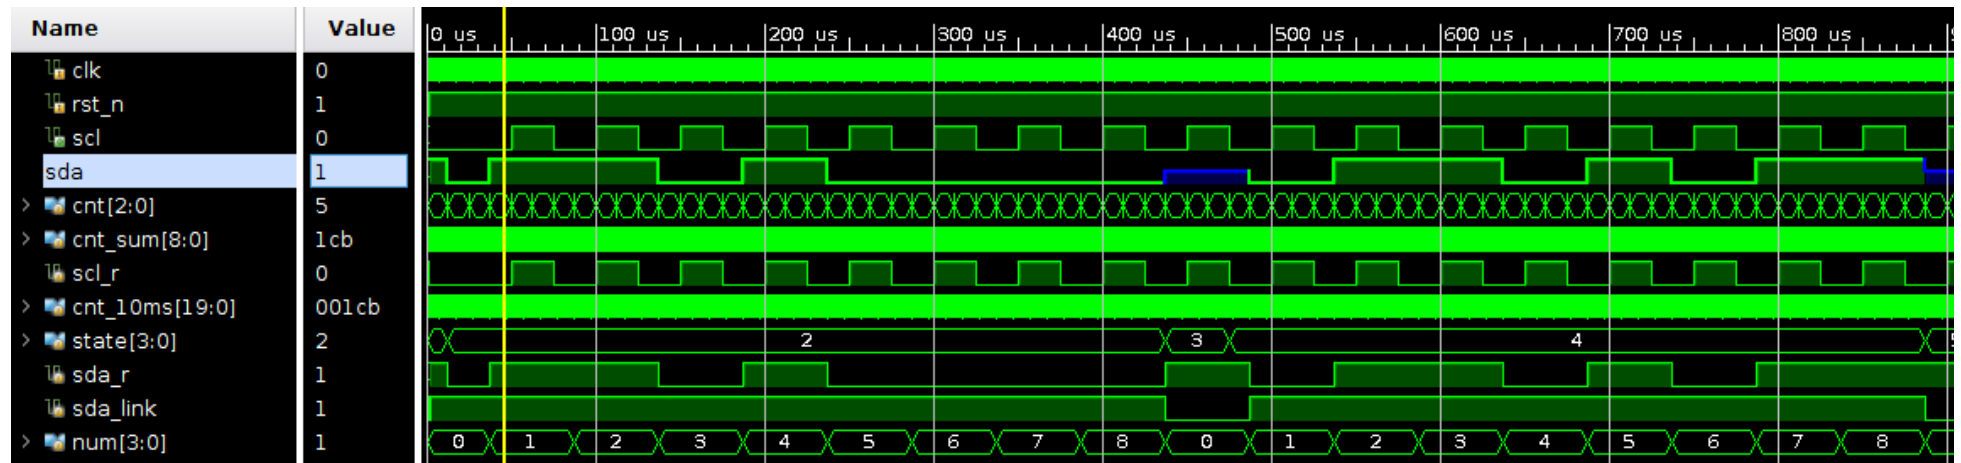 Name Value 0 us 100 us 200 us 300 us 400 us 500 us 600 us 700 us 800 us
clk 0
rst_n 1
scl 0
sda 1
cnt[2:0] 5
cnt_sum[8:0] 1cb
scl_r 0
cnt_10ms[19:0] 001cb
state[3:0] 2 2 3 4
sda_r 1
sda_link 1
num[3:0] 1 0 1 2 3 4 5 6 7 8 0 1 2 3 4 5 6 7 8